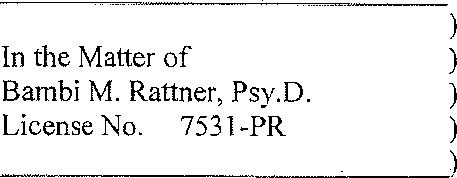 )
In the Matter of )
Bambi M. Rattner, Psy.D. )
License No. 7531-PR )
)